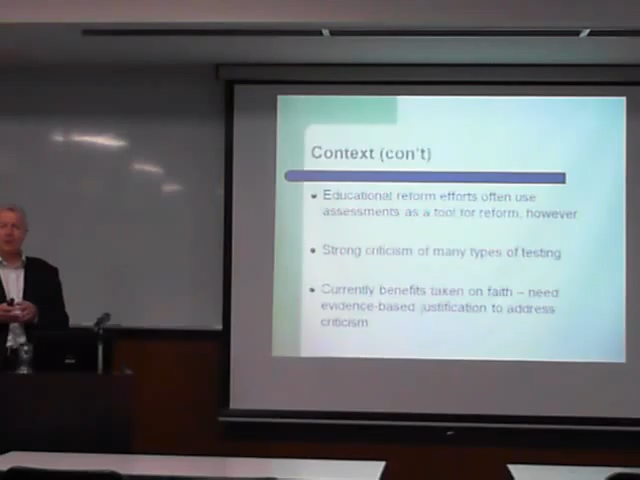 Context (con't)
Educational reform efforts often use
assessments as a tool for reform, however
Strong criticism of many types of testing
Currently benefits taken on faith – need
evidence-based justification to address
criticism